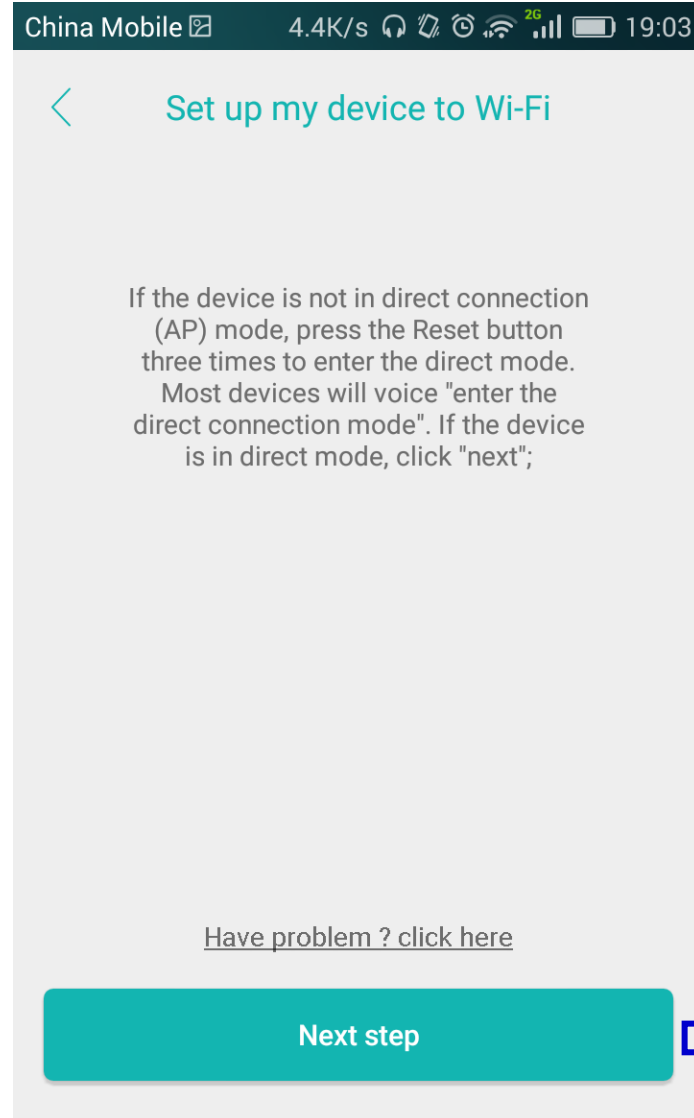 China Mobile 4.4K/s 2G 19:03
Set up my device to Wi-Fi
If the device is not in direct connection
(AP) mode, press the Reset button
three times to enter the direct mode.
Most devices will voice "enter the
direct connection mode". If the device
is in direct mode, click "next";
Have problem ? click here
Next step